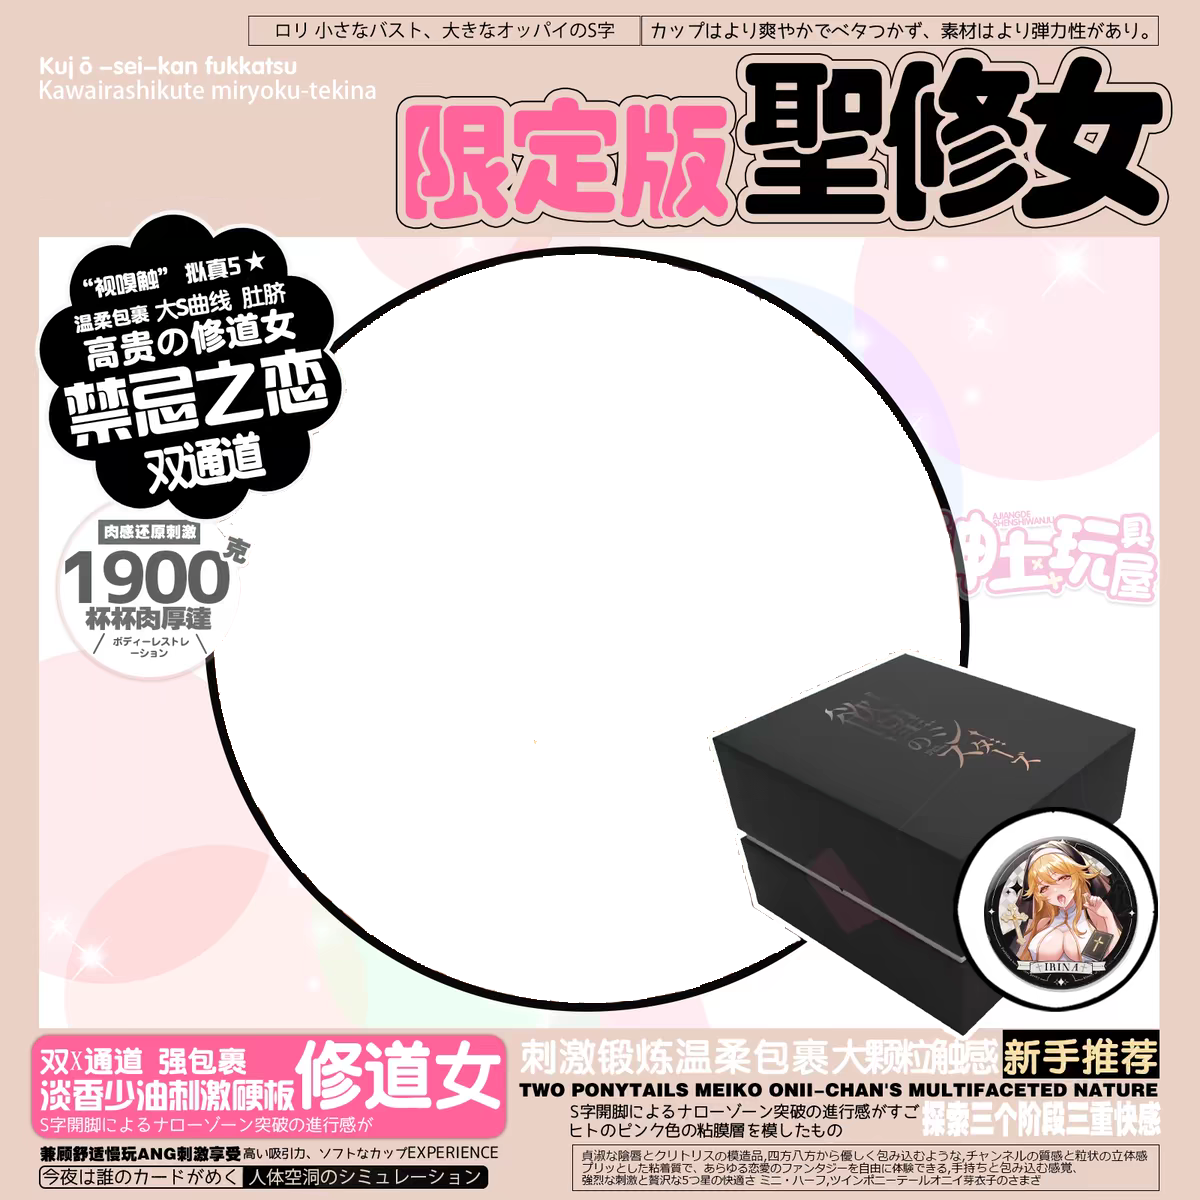 ロリ 小さなバスト、大きなオッパイのS字
カップはより爽やかでベタつかず、素材はより弾力性があり。
Kuj ō -sei-kan fukkatsu
Kawairashikute miryoku-tekina
限定版 聖修女
“视嗅触” 拟真5★
温柔包裹 大S曲线 肚脐
高贵の修道女
禁忌之恋
双通道
肉感还原刺激
1900克
杯杯肉厚達
ボディーレストレ
ーション
AJIANGDE
SHENSHIWANJU
绅士玩具屋
IRINA
双X通道 强包裹
淡香少油刺激硬板
修道女
S字開脚によるナローゾーン突破の進行感が
刺激锻炼温柔包裹大颗粒触感
新手推荐
TWO PONYTAILS MEIKO ONII-CHAN'S MULTIFACETED NATURE
S字開脚によるナローゾーン突破の進行感がすご
ヒトのピンク色の粘膜層を模したもの
探索三个阶段三重快感
兼顾舒适慢玩ANG刺激享受 高い吸引力、ソフトなカップEXPERIENCE
今夜は誰のカードがめく 人体空洞のシミュレーション
貞淑な陰唇とクリトリスの模造品,四方八方から優しく包み込むような,チャンネルの質感と粒状の立体感
プリッとした粘着質で、あらゆる恋愛のファンタジーを自由に体験できる,手持ちと包み込む感覚、
強烈な刺激と贅沢な5つ星の快適さ ミニ・ハーフ,ツインポニーテールオニイ芽衣子のさまざ